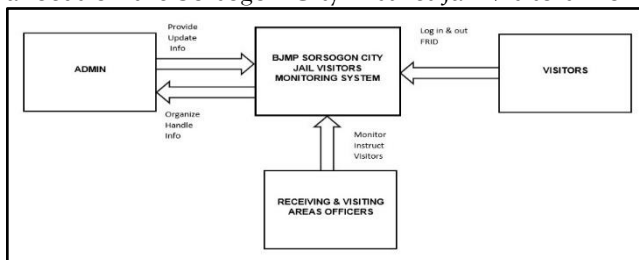 Provide
Update
Info
ADMIN
Organize
Handle
Info
BJMP SORSOGON CITY
JAIL VISITORS
MONITORING SYSTEM
Log in & out
FRID
VISITORS
Monitor
Instruct
Visitors
RECEIVING & VISITING
AREAS OFFICERS